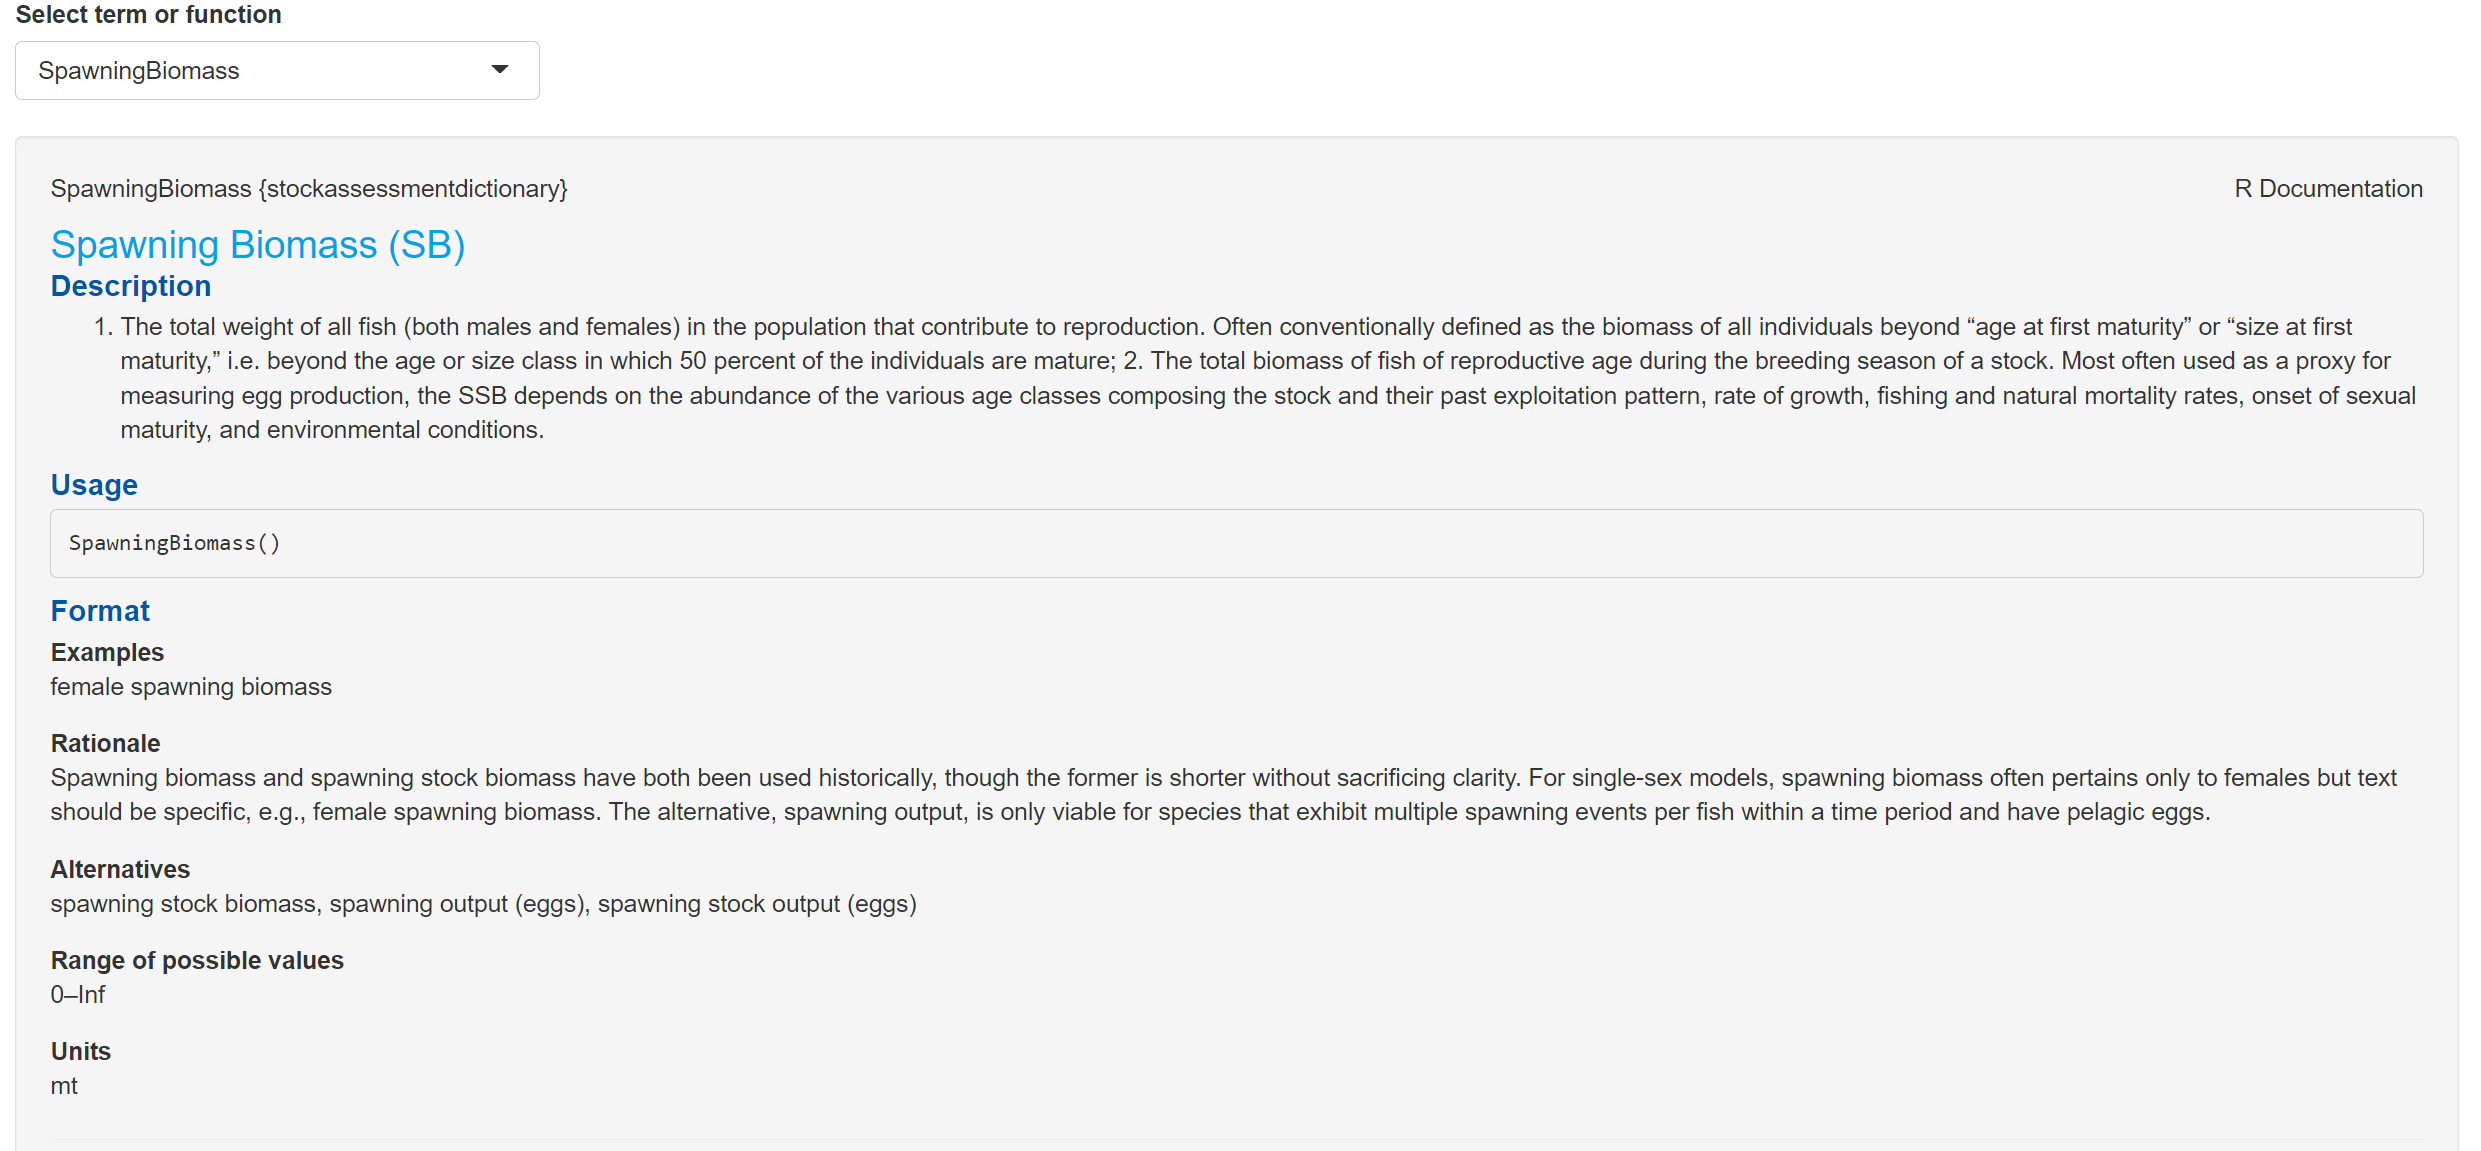 Select term or function
SpawningBiomass
SpawningBiomass {stockassessmentdictionary}
R Documentation
Spawning Biomass (SB)
Description
1. The total weight of all fish (both males and females) in the population that contribute to reproduction. Often conventionally defined as the biomass of all individuals beyond “age at first maturity” or “size at first
maturity,” i.e. beyond the age or size class in which 50 percent of the individuals are mature; 2. The total biomass of fish of reproductive age during the breeding season of a stock. Most often used as a proxy for
measuring egg production, the SSB depends on the abundance of the various age classes composing the stock and their past exploitation pattern, rate of growth, fishing and natural mortality rates, onset of sexual
maturity, and environmental conditions.
Usage
SpawningBiomass()
Format
Examples
female spawning biomass
Rationale
Spawning biomass and spawning stock biomass have both been used historically, though the former is shorter without sacrificing clarity. For single-sex models, spawning biomass often pertains only to females but text
should be specific, e.g., female spawning biomass. The alternative, spawning output, is only viable for species that exhibit multiple spawning events per fish within a time period and have pelagic eggs.
Alternatives
spawning stock biomass, spawning output (eggs), spawning stock output (eggs)
Range of possible values
0–Inf
Units
mt